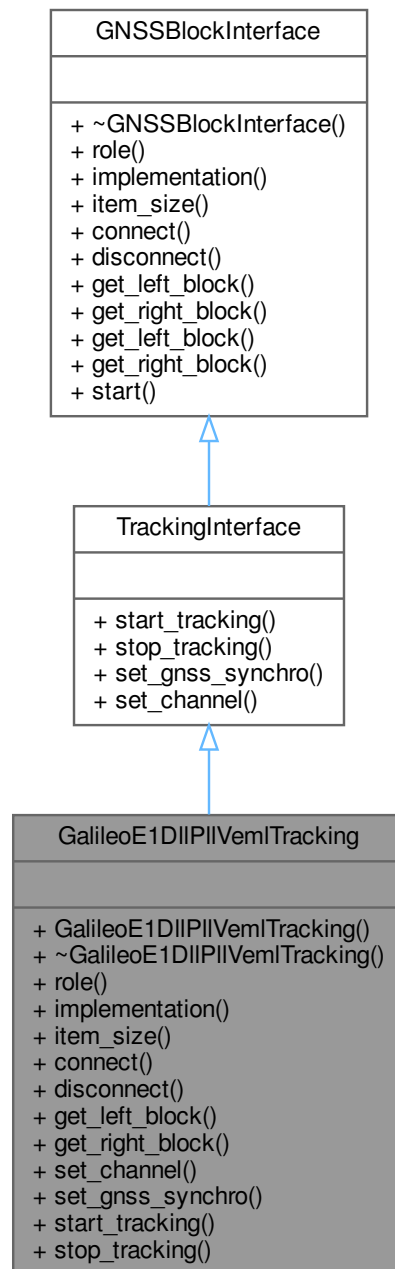 GNSSBlockInterface
+ ~GNSSBlockInterface()
+ role()
+ implementation()
+ item_size()
+ connect()
+ disconnect()
+ get_left_block()
+ get_right_block()
+ get_left_block()
+ get_right_block()
+ start()
TrackingInterface
+ start_tracking()
+ stop_tracking()
+ set_gnss_synchro()
+ set_channel()
GalileoE1DllPllVemlTracking
+ GalileoE1DllPllVemlTracking()
+ ~GalileoE1DllPllVemlTracking()
+ role()
+ implementation()
+ item_size()
+ connect()
+ disconnect()
+ get_left_block()
+ get_right_block()
+ set_channel()
+ set_gnss_synchro()
+ start_tracking()
+ stop_tracking()